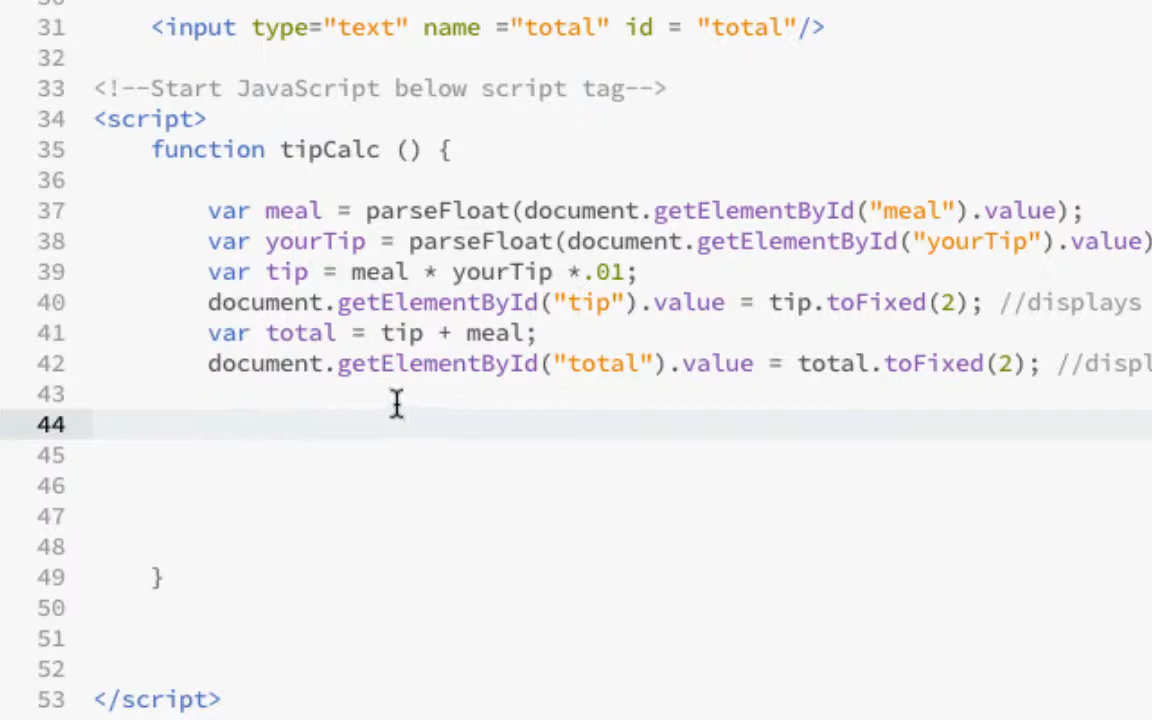 31 <input type="text" name ="total" id = "total"/>
32
33 <!--Start JavaScript below script tag-->
34 <script>
35 function tipCalc () {
36
37 var meal = parseFloat(document.getElementById("meal").value);
38 var yourTip = parseFloat(document.getElementById("yourTip").value)
39 var tip = meal * yourTip *.01;
40 document.getElementById("tip").value = tip.toFixed(2); //displays
41 var total = tip + meal;
42 document.getElementById("total").value = total.toFixed(2); //displ
43
44
45
46
47
48
49 }
50
51
52
53 </script>